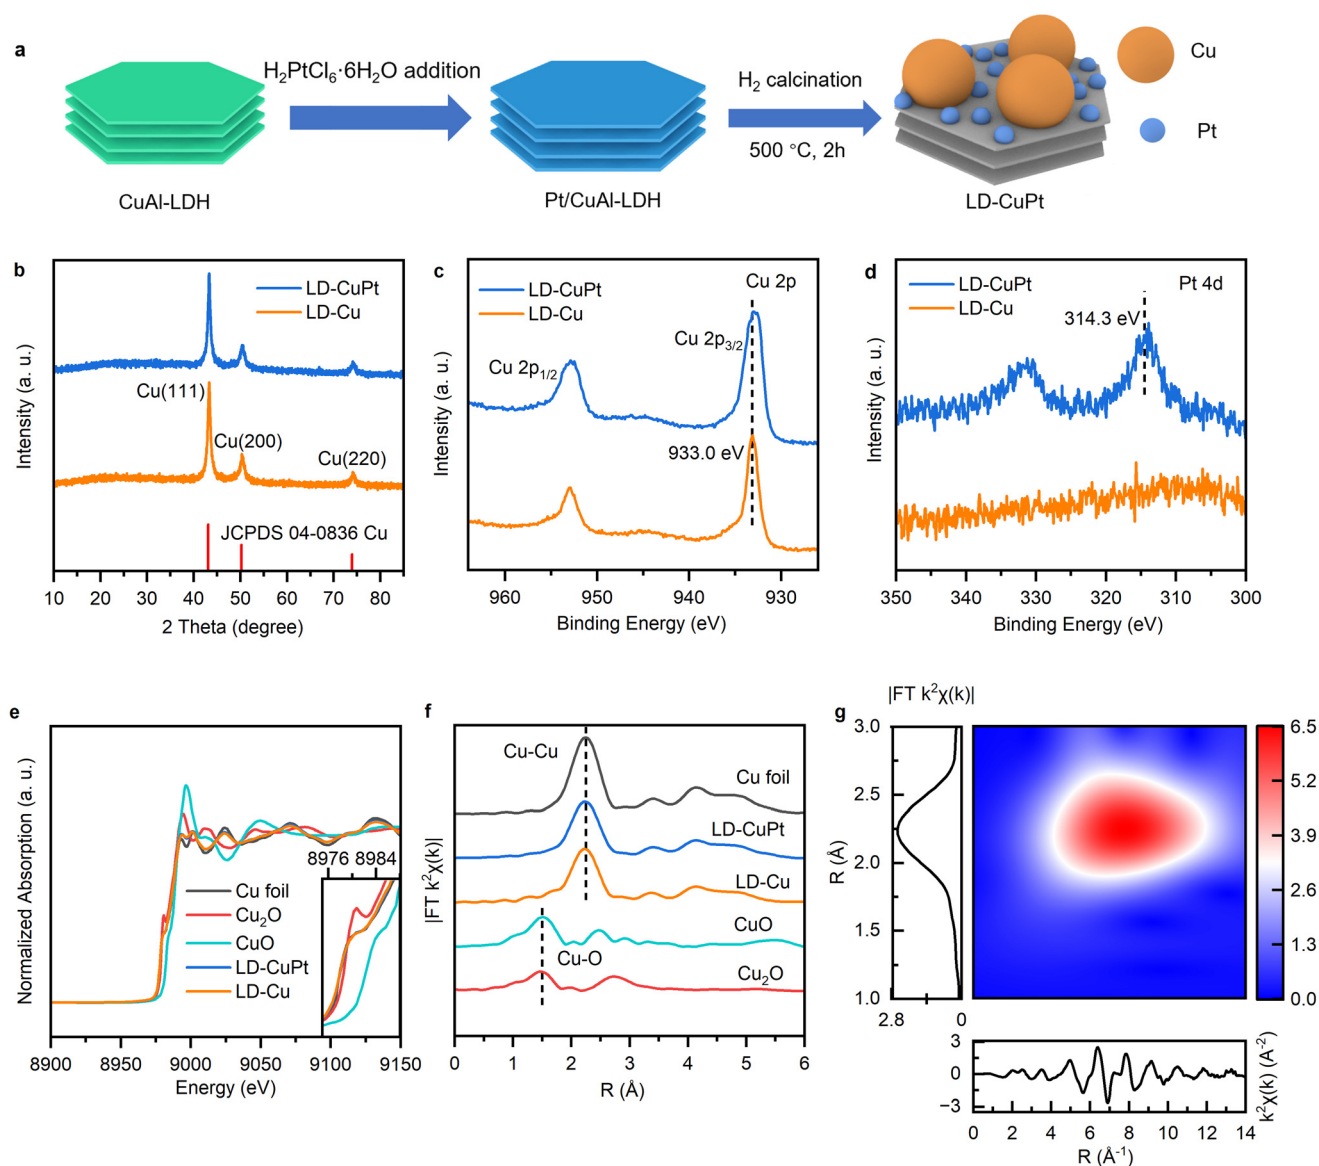 a
H₂PtCl₆·6H₂O addition
H₂ calcination
500 °C, 2h
Cu
Pt
CuAl-LDH
Pt/CuAl-LDH
LD-CuPt
b
LD-CuPt
LD-Cu
Cu(111)
Cu(200)
Cu(220)
JCPDS 04-0836 Cu
Intensity (a. u.)
10 20 30 40 50 60 70 80
2 Theta (degree)
c
Cu 2p
LD-CuPt
LD-Cu
Cu 2p₃/₂
Cu 2p₁/₂
933.0 eV
Intensity (a. u.)
960 950 940 930
Binding Energy (eV)
d
LD-CuPt
LD-Cu
Pt 4d
314.3 eV
Intensity (a. u.)
350 340 330 320 310 300
Binding Energy (eV)
e
Normalized Absorption (a. u.)
8976 8984
Cu foil
Cu₂O
CuO
LD-CuPt
LD-Cu
8900 8950 9000 9050 9100 9150
Energy (eV)
f
Cu-Cu
Cu foil
LD-CuPt
LD-Cu
CuO
Cu-O
Cu₂O
|FT k²χ(k)|
0 1 2 3 4 5 6
R (Å)
|FT k²χ(k)|
g
3.0
2.5
2.0
1.5
1.0
R (Å)
2.8 0
6.5
5.2
3.9
2.6
1.3
0.0
3
0
−3
k²χ(k) (A⁻²)
0 2 4 6 8 10 12 14
R (Å⁻¹)